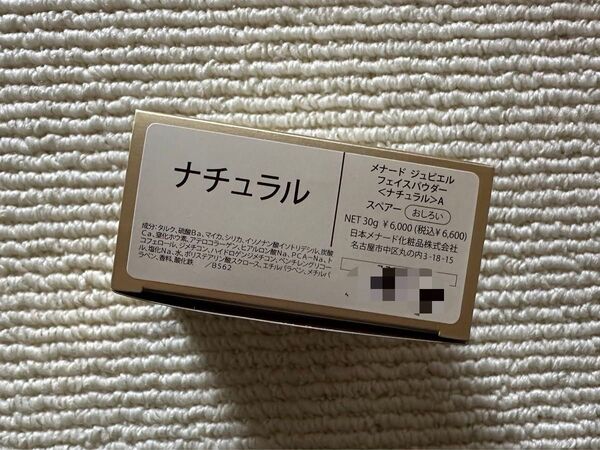 ナチュラル
成分:タルク、硫酸Ba、マイカ、シリカ、イソノナン酸イソトリデシル、炭酸
Ca、窒化ホウ素、アテロコラーゲン、ヒアルロン酸Na、PCA-Na、ト
コフェロール、ジメチコン、ハイドロゲンジメチコン、ペンチレングリコー
ル、塩化Na、水、ポリステアリン酸スクロース、エチルパラベン、メチルパ
ラベン、香料、酸化鉄 /BS62
メナード ジュピエル
フェイスパウダー
<ナチュラル>A
スペアー おしろい
NET 30g ¥6,000(税込¥6,600)
日本メナード化粧品株式会社
名古屋市中区丸の内3-18-15